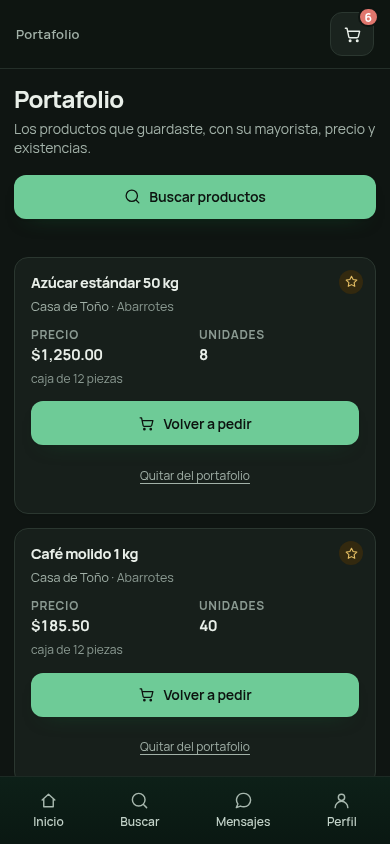 Portafolio
6
Portafolio
Los productos que guardaste, con su mayorista, precio y
existencias.
Buscar productos
Azúcar estándar 50 kg
Casa de Toño · Abarrotes
PRECIO UNIDADES
$1,250.00 8
caja de 12 piezas
Volver a pedir
Quitar del portafolio
Café molido 1 kg
Casa de Toño · Abarrotes
PRECIO UNIDADES
$185.50 40
caja de 12 piezas
Volver a pedir
Quitar del portafolio
Inicio Buscar Mensajes Perfil